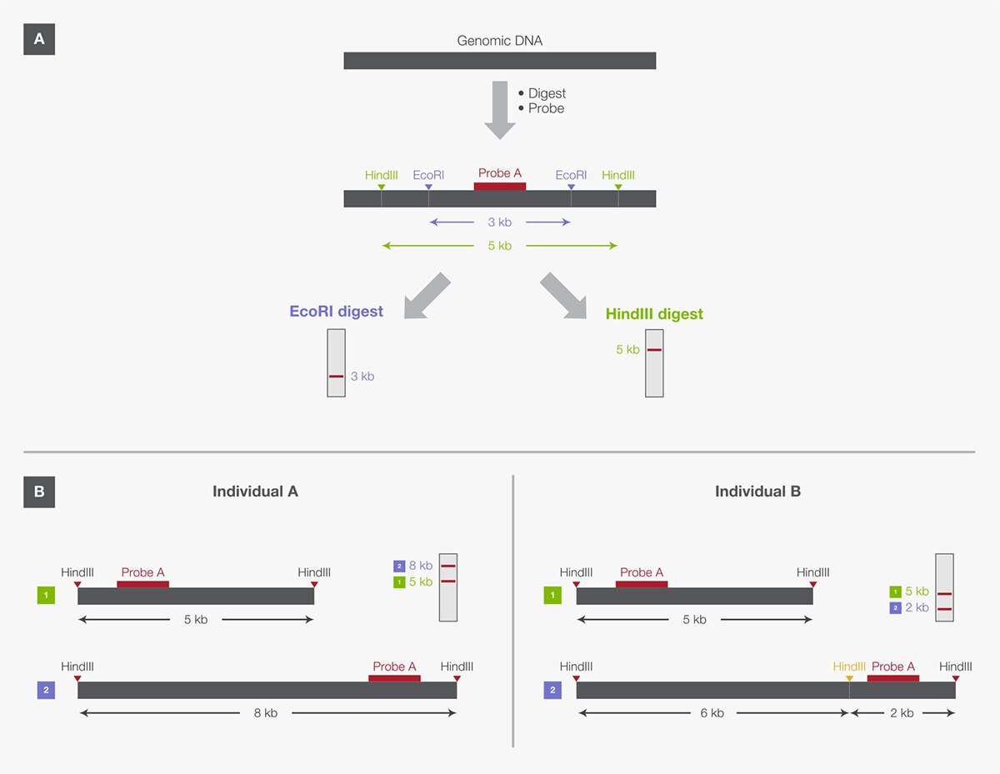 A
Genomic DNA
• Digest
• Probe
HindIII EcoRI Probe A EcoRI HindIII
3 kb
5 kb
EcoRI digest
3 kb
HindIII digest
5 kb
B
Individual A
HindIII Probe A HindIII
1
5 kb
2 8 kb
1 5 kb
HindIII Probe A HindIII
2
8 kb
Individual B
HindIII Probe A HindIII
1
5 kb
1 5 kb
2 2 kb
HindIII HindIII Probe A HindIII
2
6 kb 2 kb